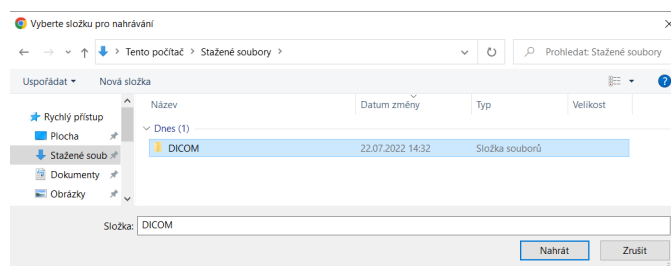 Vyberte složku pro nahrávání
Tento počítač > Stažené soubory >
Prohledat: Stažené soubory
Uspořádat Nová složka
?
Název Datum změny Typ Velikost
Rychlý přístup
Dnes (1)
Plocha
DICOM 22.07.2022 14:32 Složka souborů
Stažené soub
Dokumenty
Obrázky
Složka: DICOM
Nahrát Zrušit